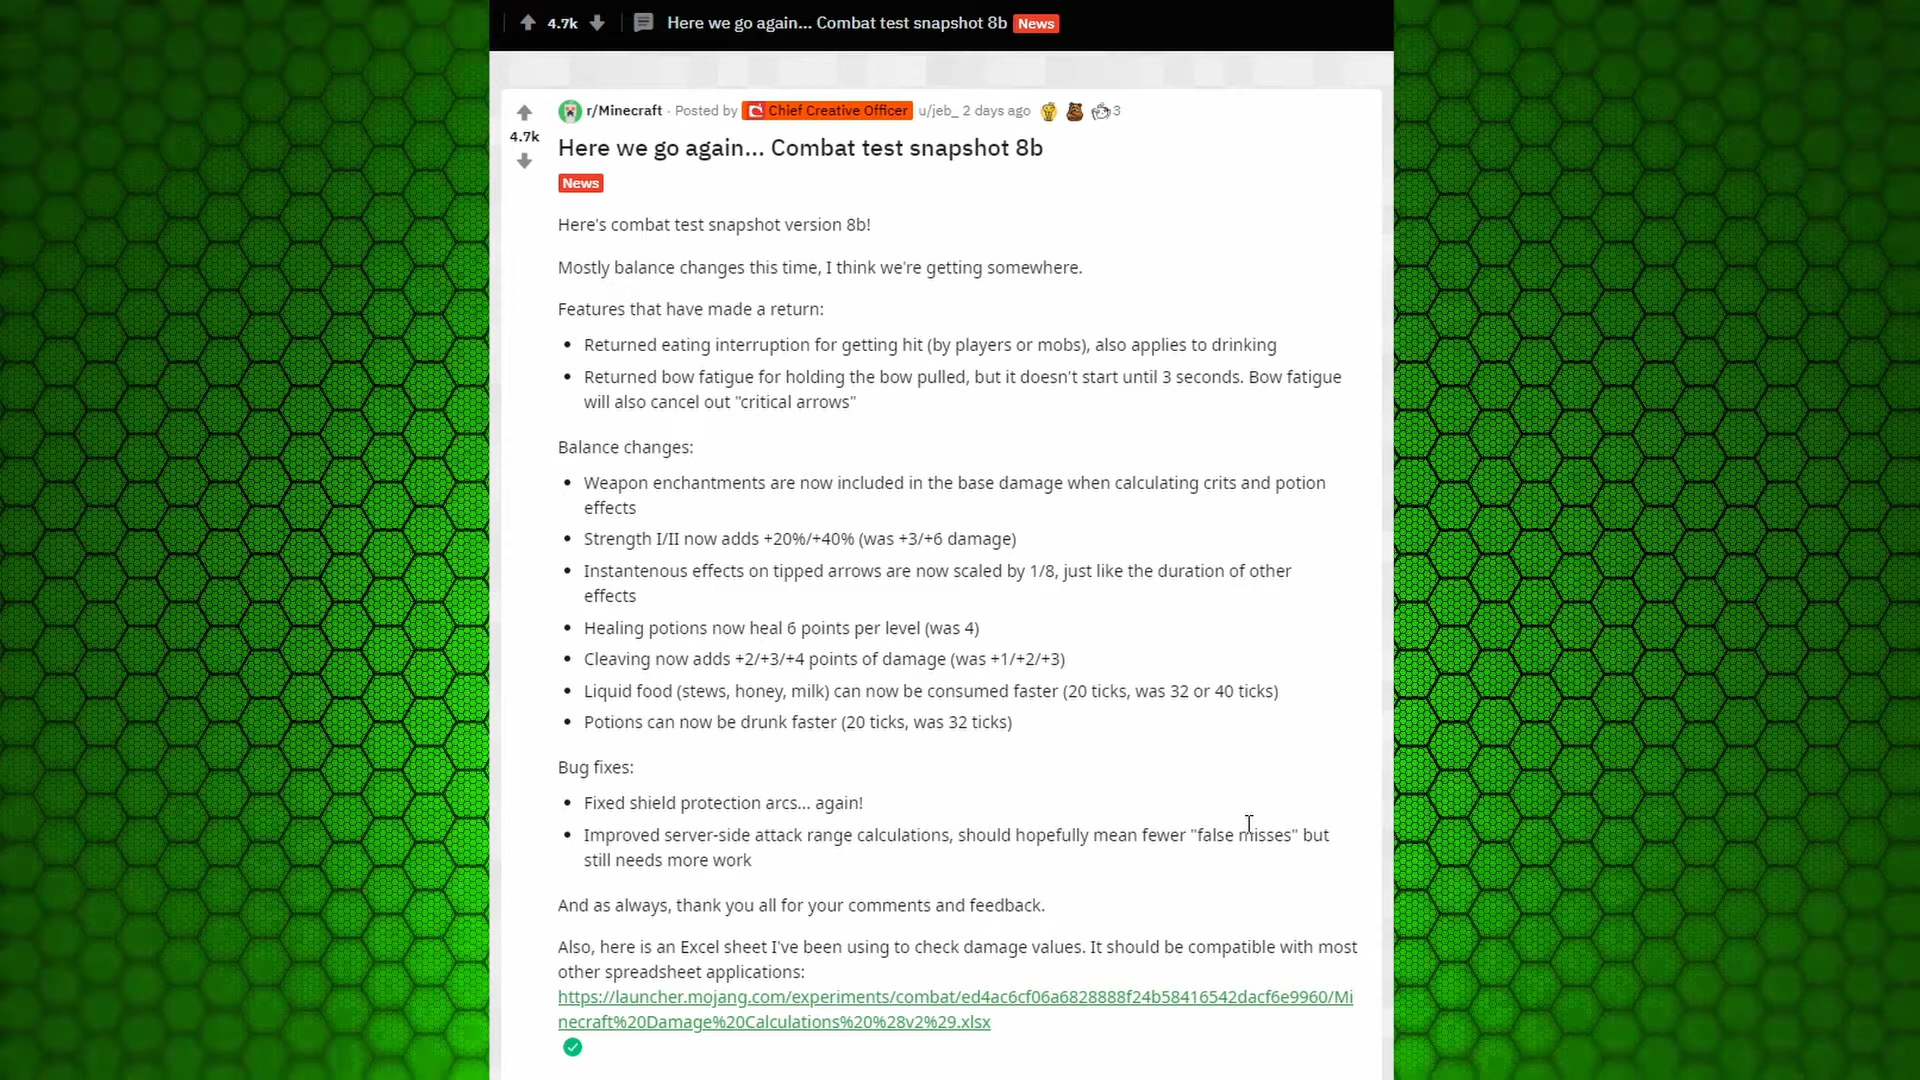 4.7k Here we go again... Combat test snapshot 8b News
r/Minecraft · Posted by Chief Creative Officer u/jeb_ 2 days ago 3
4.7k
Here we go again... Combat test snapshot 8b
News
Here's combat test snapshot version 8b!
Mostly balance changes this time, I think we're getting somewhere.
Features that have made a return:
• Returned eating interruption for getting hit (by players or mobs), also applies to drinking
• Returned bow fatigue for holding the bow pulled, but it doesn't start until 3 seconds. Bow fatigue
will also cancel out "critical arrows"
Balance changes:
• Weapon enchantments are now included in the base damage when calculating crits and potion
effects
• Strength I/II now adds +20%/+40% (was +3/+6 damage)
• Instantenous effects on tipped arrows are now scaled by 1/8, just like the duration of other
effects
• Healing potions now heal 6 points per level (was 4)
• Cleaving now adds +2/+3/+4 points of damage (was +1/+2/+3)
• Liquid food (stews, honey, milk) can now be consumed faster (20 ticks, was 32 or 40 ticks)
• Potions can now be drunk faster (20 ticks, was 32 ticks)
Bug fixes:
• Fixed shield protection arcs... again!
• Improved server-side attack range calculations, should hopefully mean fewer "false misses" but
still needs more work
And as always, thank you all for your comments and feedback.
Also, here is an Excel sheet I've been using to check damage values. It should be compatible with most
other spreadsheet applications:
https://launcher.mojang.com/experiments/combat/ed4ac6cf06a6828888f24b58416542dacf6e9960/Mi
necraft%20Damage%20Calculations%20%28v2%29.xlsx